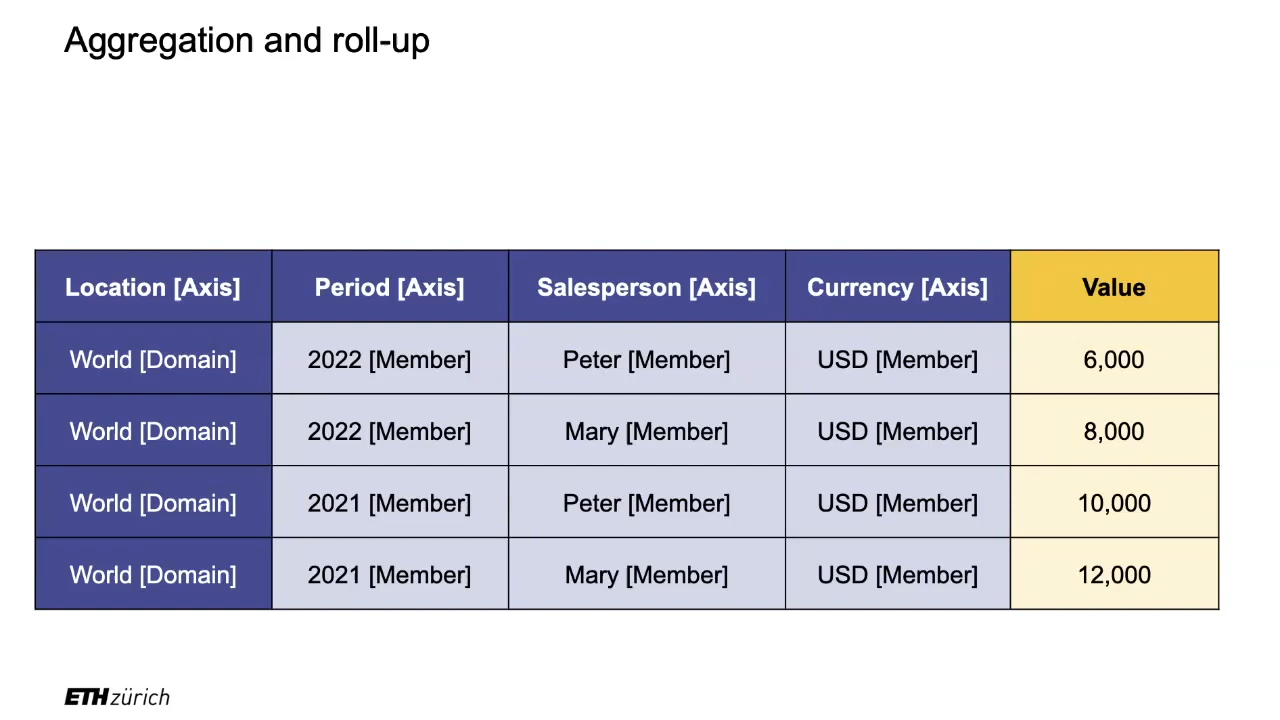 Aggregation and roll-up
Location [Axis] Period [Axis] Salesperson [Axis] Currency [Axis] Value
World [Domain] 2022 [Member] Peter [Member] USD [Member] 6,000
World [Domain] 2022 [Member] Mary [Member] USD [Member] 8,000
World [Domain] 2021 [Member] Peter [Member] USD [Member] 10,000
World [Domain] 2021 [Member] Mary [Member] USD [Member] 12,000
ETH zürich